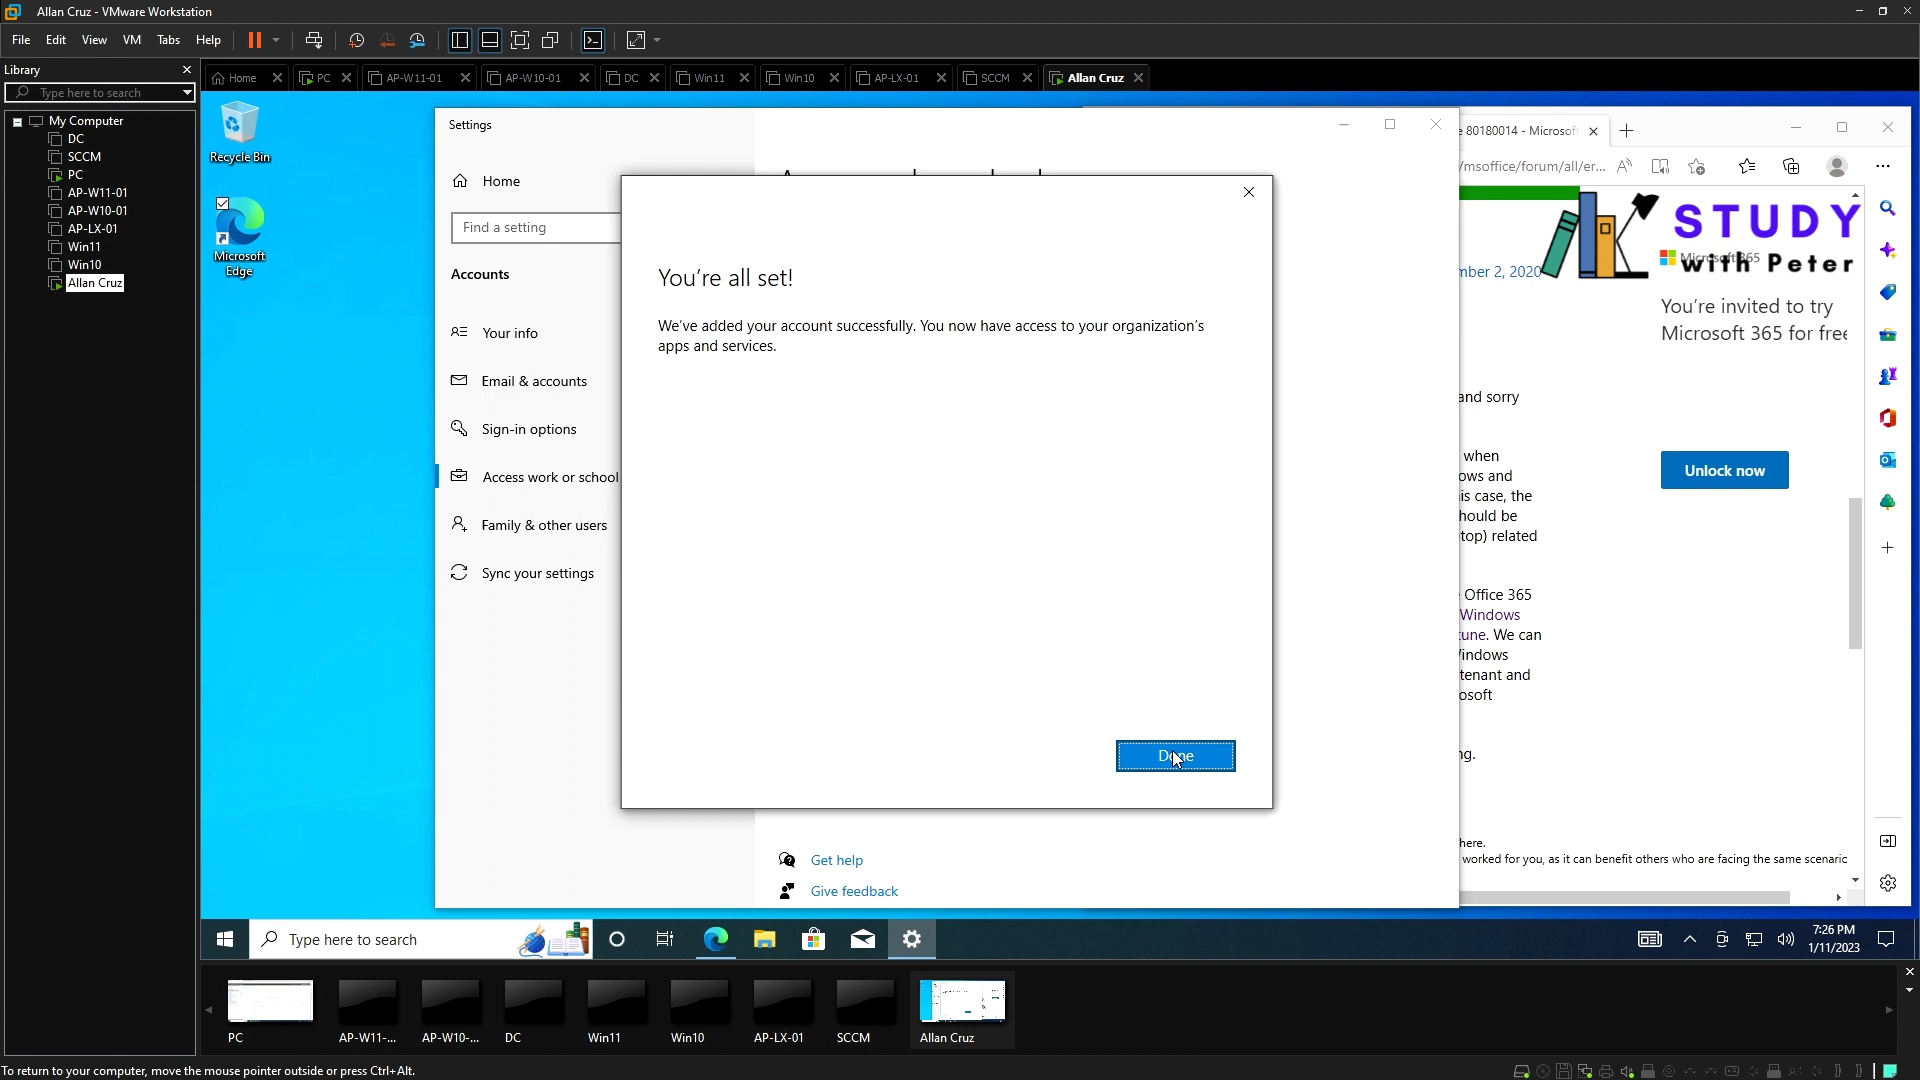 Allan Cruz - VMware Workstation
File Edit View VM Tabs Help
Library
Type here to search
My Computer
DC
SCCM
PC
AP-W11-01
AP-W10-01
AP-LX-01
Win11
Win10
Allan Cruz
Home PC AP-W11-01 AP-W10-01 DC Win11 Win10 AP-LX-01 SCCM Allan Cruz
Recycle Bin
Microsoft
Edge
Settings
Home
Find a setting
Accounts
Your info
Email & accounts
Sign-in options
Access work or school
Family & other users
Sync your settings
You're all set!
We've added your account successfully. You now have access to your organization's
apps and services.
Done
Get help
Give feedback
e 80180014 - Microsof
/msoffice/forum/all/er...
STUDY
with Peter
mber 2, 2020
You're invited to try
Microsoft 365 for free
Unlock now
and sorry
when
ows and
is case, the
hould be
top) related
Office 365
Windows
tune. We can
Windows
tenant and
osoft
ng.
here.
worked for you, as it can benefit others who are facing the same scenario
Type here to search
7:26 PM
1/11/2023
PC AP-W11-... AP-W10-... DC Win11 Win10 AP-LX-01 SCCM Allan Cruz
To return to your computer, move the mouse pointer outside or press Ctrl+Alt.